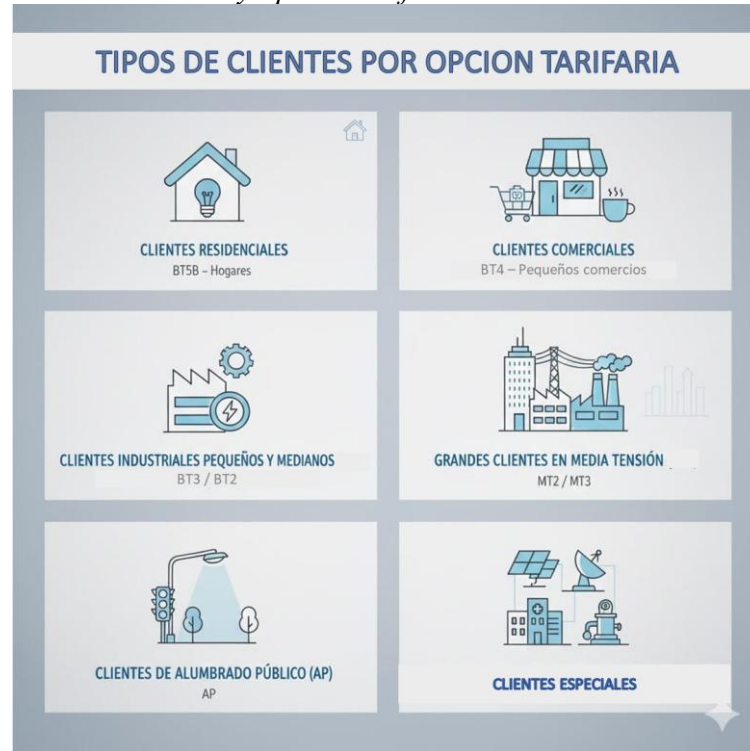 TIPOS DE CLIENTES POR OPCION TARIFARIA
CLIENTES RESIDENCIALES
BT5B – Hogares
CLIENTES COMERCIALES
BT4 – Pequeños comercios
CLIENTES INDUSTRIALES PEQUEÑOS Y MEDIANOS
BT3 / BT2
GRANDES CLIENTES EN MEDIA TENSIÓN
MT2 / MT3
CLIENTES DE ALUMBRADO PÚBLICO (AP)
AP
CLIENTES ESPECIALES